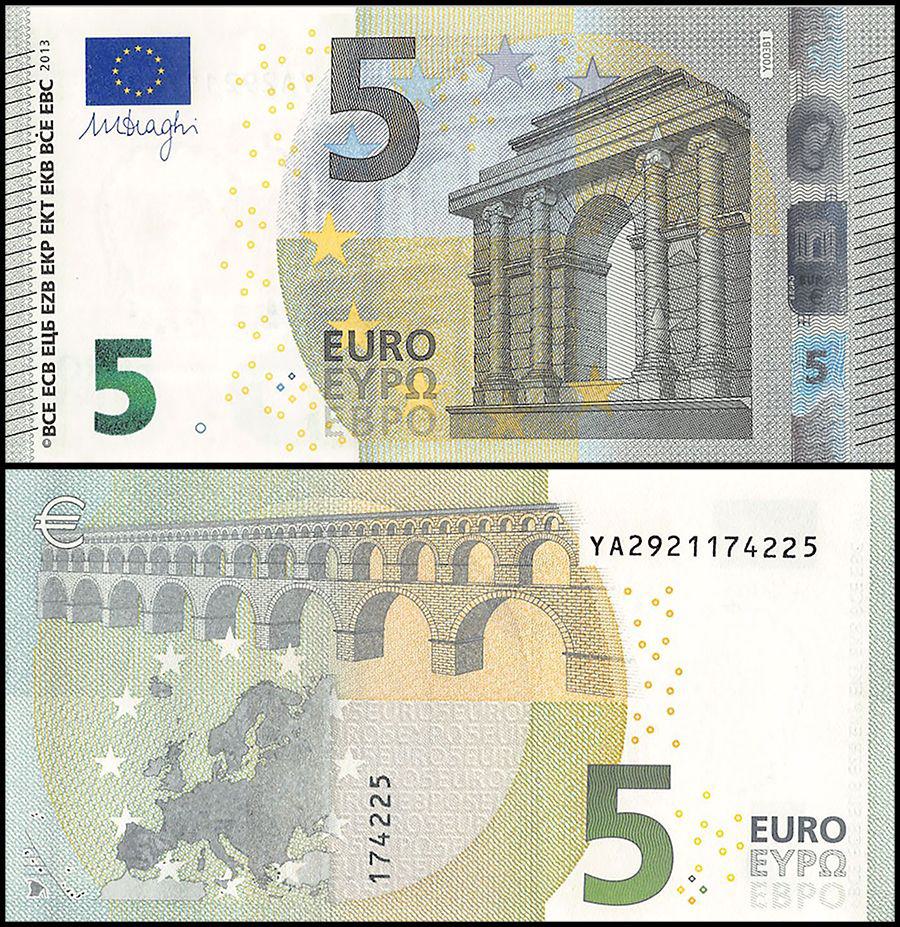 ©BCE ECB ЕЦБ EZB EKP EKT EKB BĊE EBC 2013
MDraghi
5
Y003B1
EURO
ΕΥΡΩ
ЕВРО
5
5
€
YA2921174225
174225
5
EURO
ΕΥΡΩ
ЕВРО